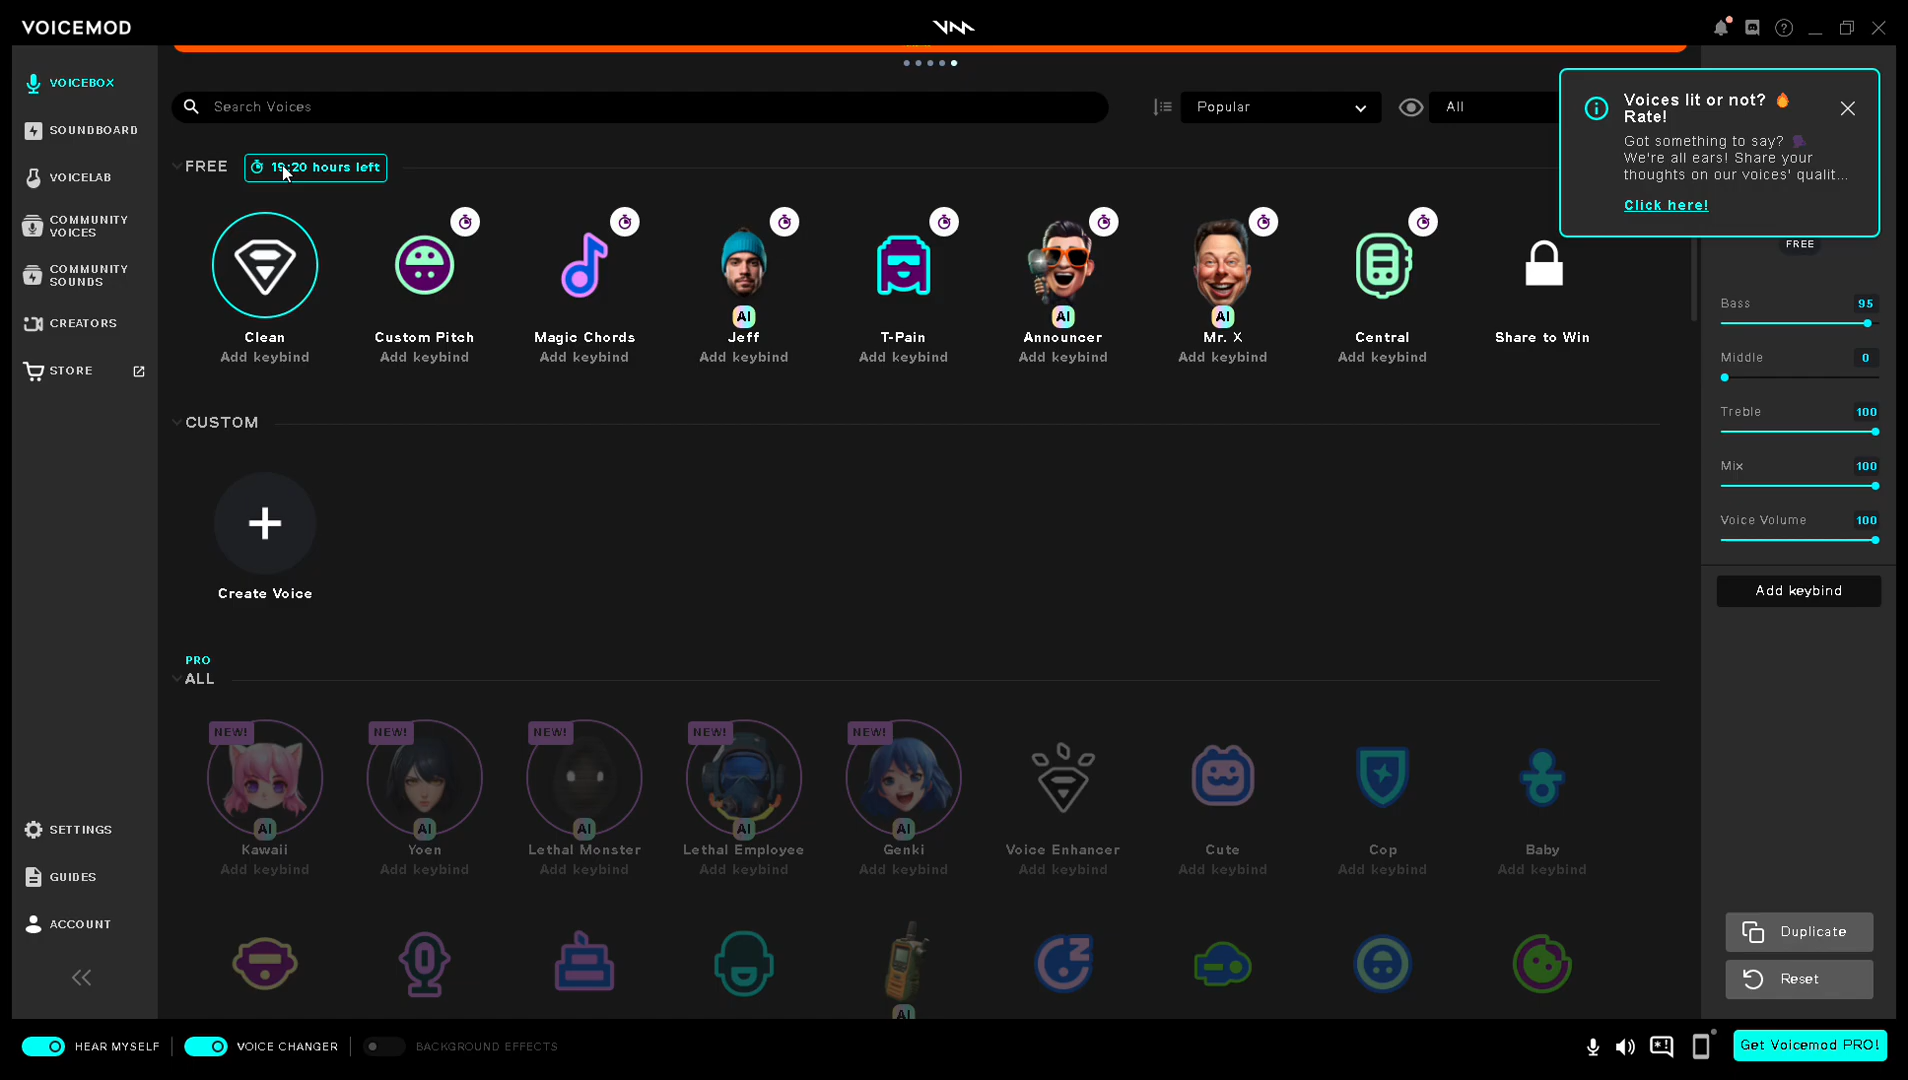 VOICEMOD
VOICEBOX
SOUNDBOARD
VOICELAB
COMMUNITY
VOICES
COMMUNITY
SOUNDS
CREATORS
STORE
SETTINGS
GUIDES
ACCOUNT
Search Voices
Popular
All
Voices lit or not? 🔥
Rate!
Got something to say? 🗣
We're all ears! Share your
thoughts on our voices' qualit...
Click here!
FREE
19:20 hours left
Clean
Add keybind
Custom Pitch
Add keybind
Magic Chords
Add keybind
AI
Jeff
Add keybind
T-Pain
Add keybind
AI
Announcer
Add keybind
AI
Mr. X
Add keybind
Central
Add keybind
Share to Win
CUSTOM
Create Voice
PRO
ALL
NEW!
AI
Kawaii
Add keybind
NEW!
AI
Yoen
Add keybind
NEW!
AI
Lethal Monster
Add keybind
NEW!
AI
Lethal Employee
Add keybind
NEW!
AI
Genki
Add keybind
Voice Enhancer
Add keybind
Cute
Add keybind
Cop
Add keybind
Baby
Add keybind
AI
FREE
Bass 95
Middle 0
Treble 100
Mix 100
Voice Volume 100
Add keybind
Duplicate
Reset
HEAR MYSELF
VOICE CHANGER
BACKGROUND EFFECTS
Get Voicemod PRO!